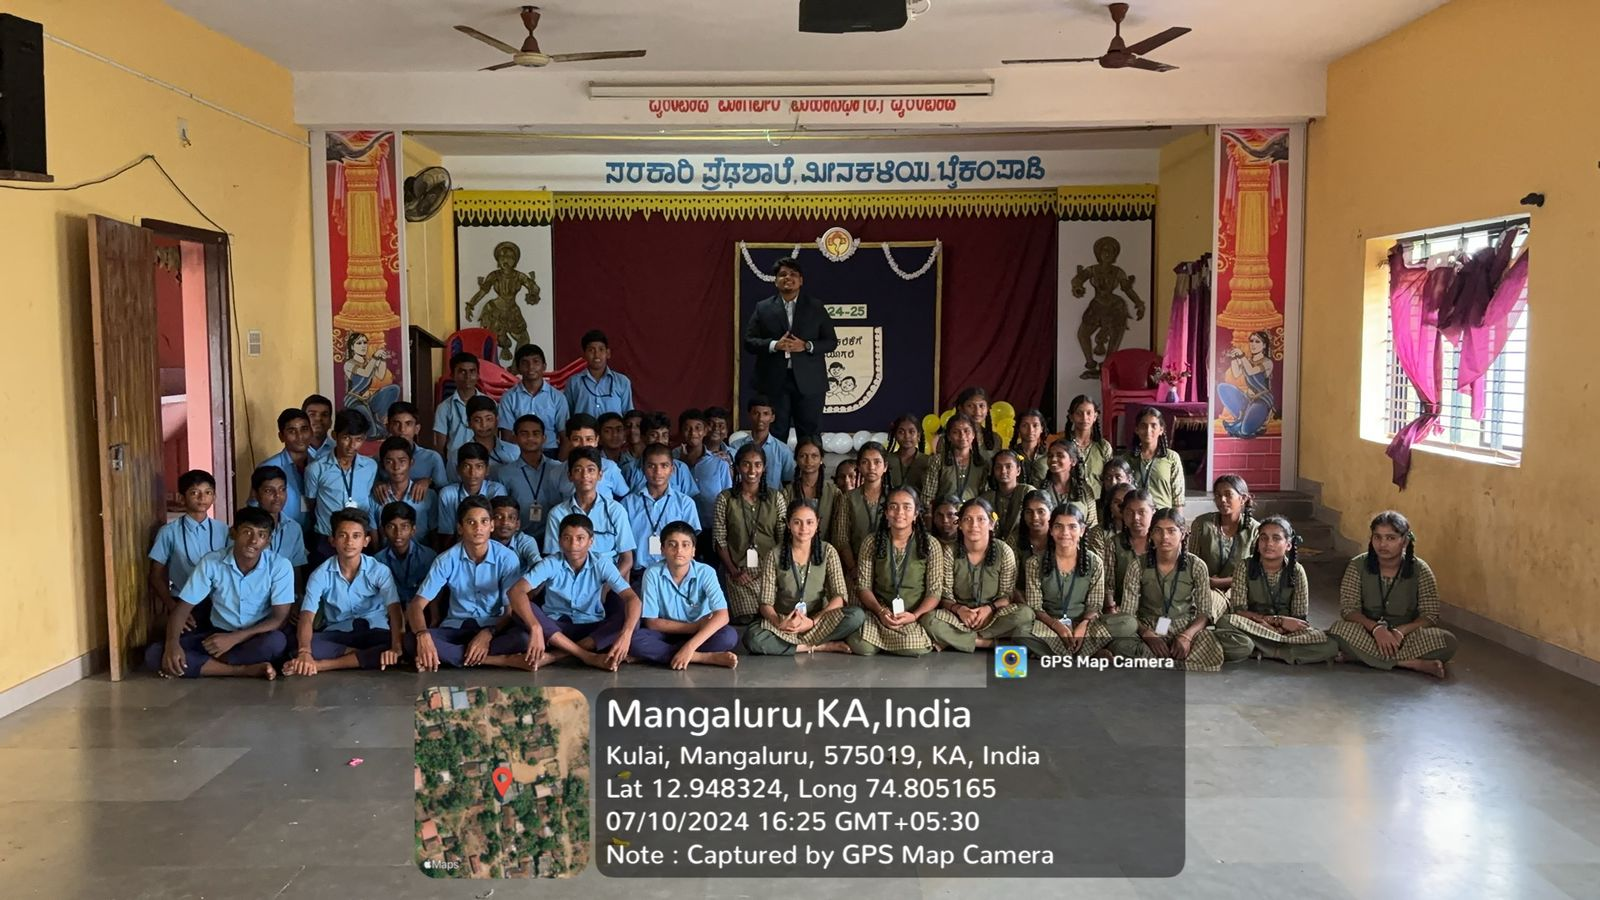 ಸರಕಾರಿ ಪ್ರೌಢಶಾಲೆ, ಮೀನಕಳಿಯ. ಬೈಕಂಪಾಡಿ
24-25
GPS Map Camera
Mangaluru,KA,India
Kulai, Mangaluru, 575019, KA, India
Lat 12.948324, Long 74.805165
07/10/2024 16:25 GMT+05:30
Note : Captured by GPS Map Camera
Maps